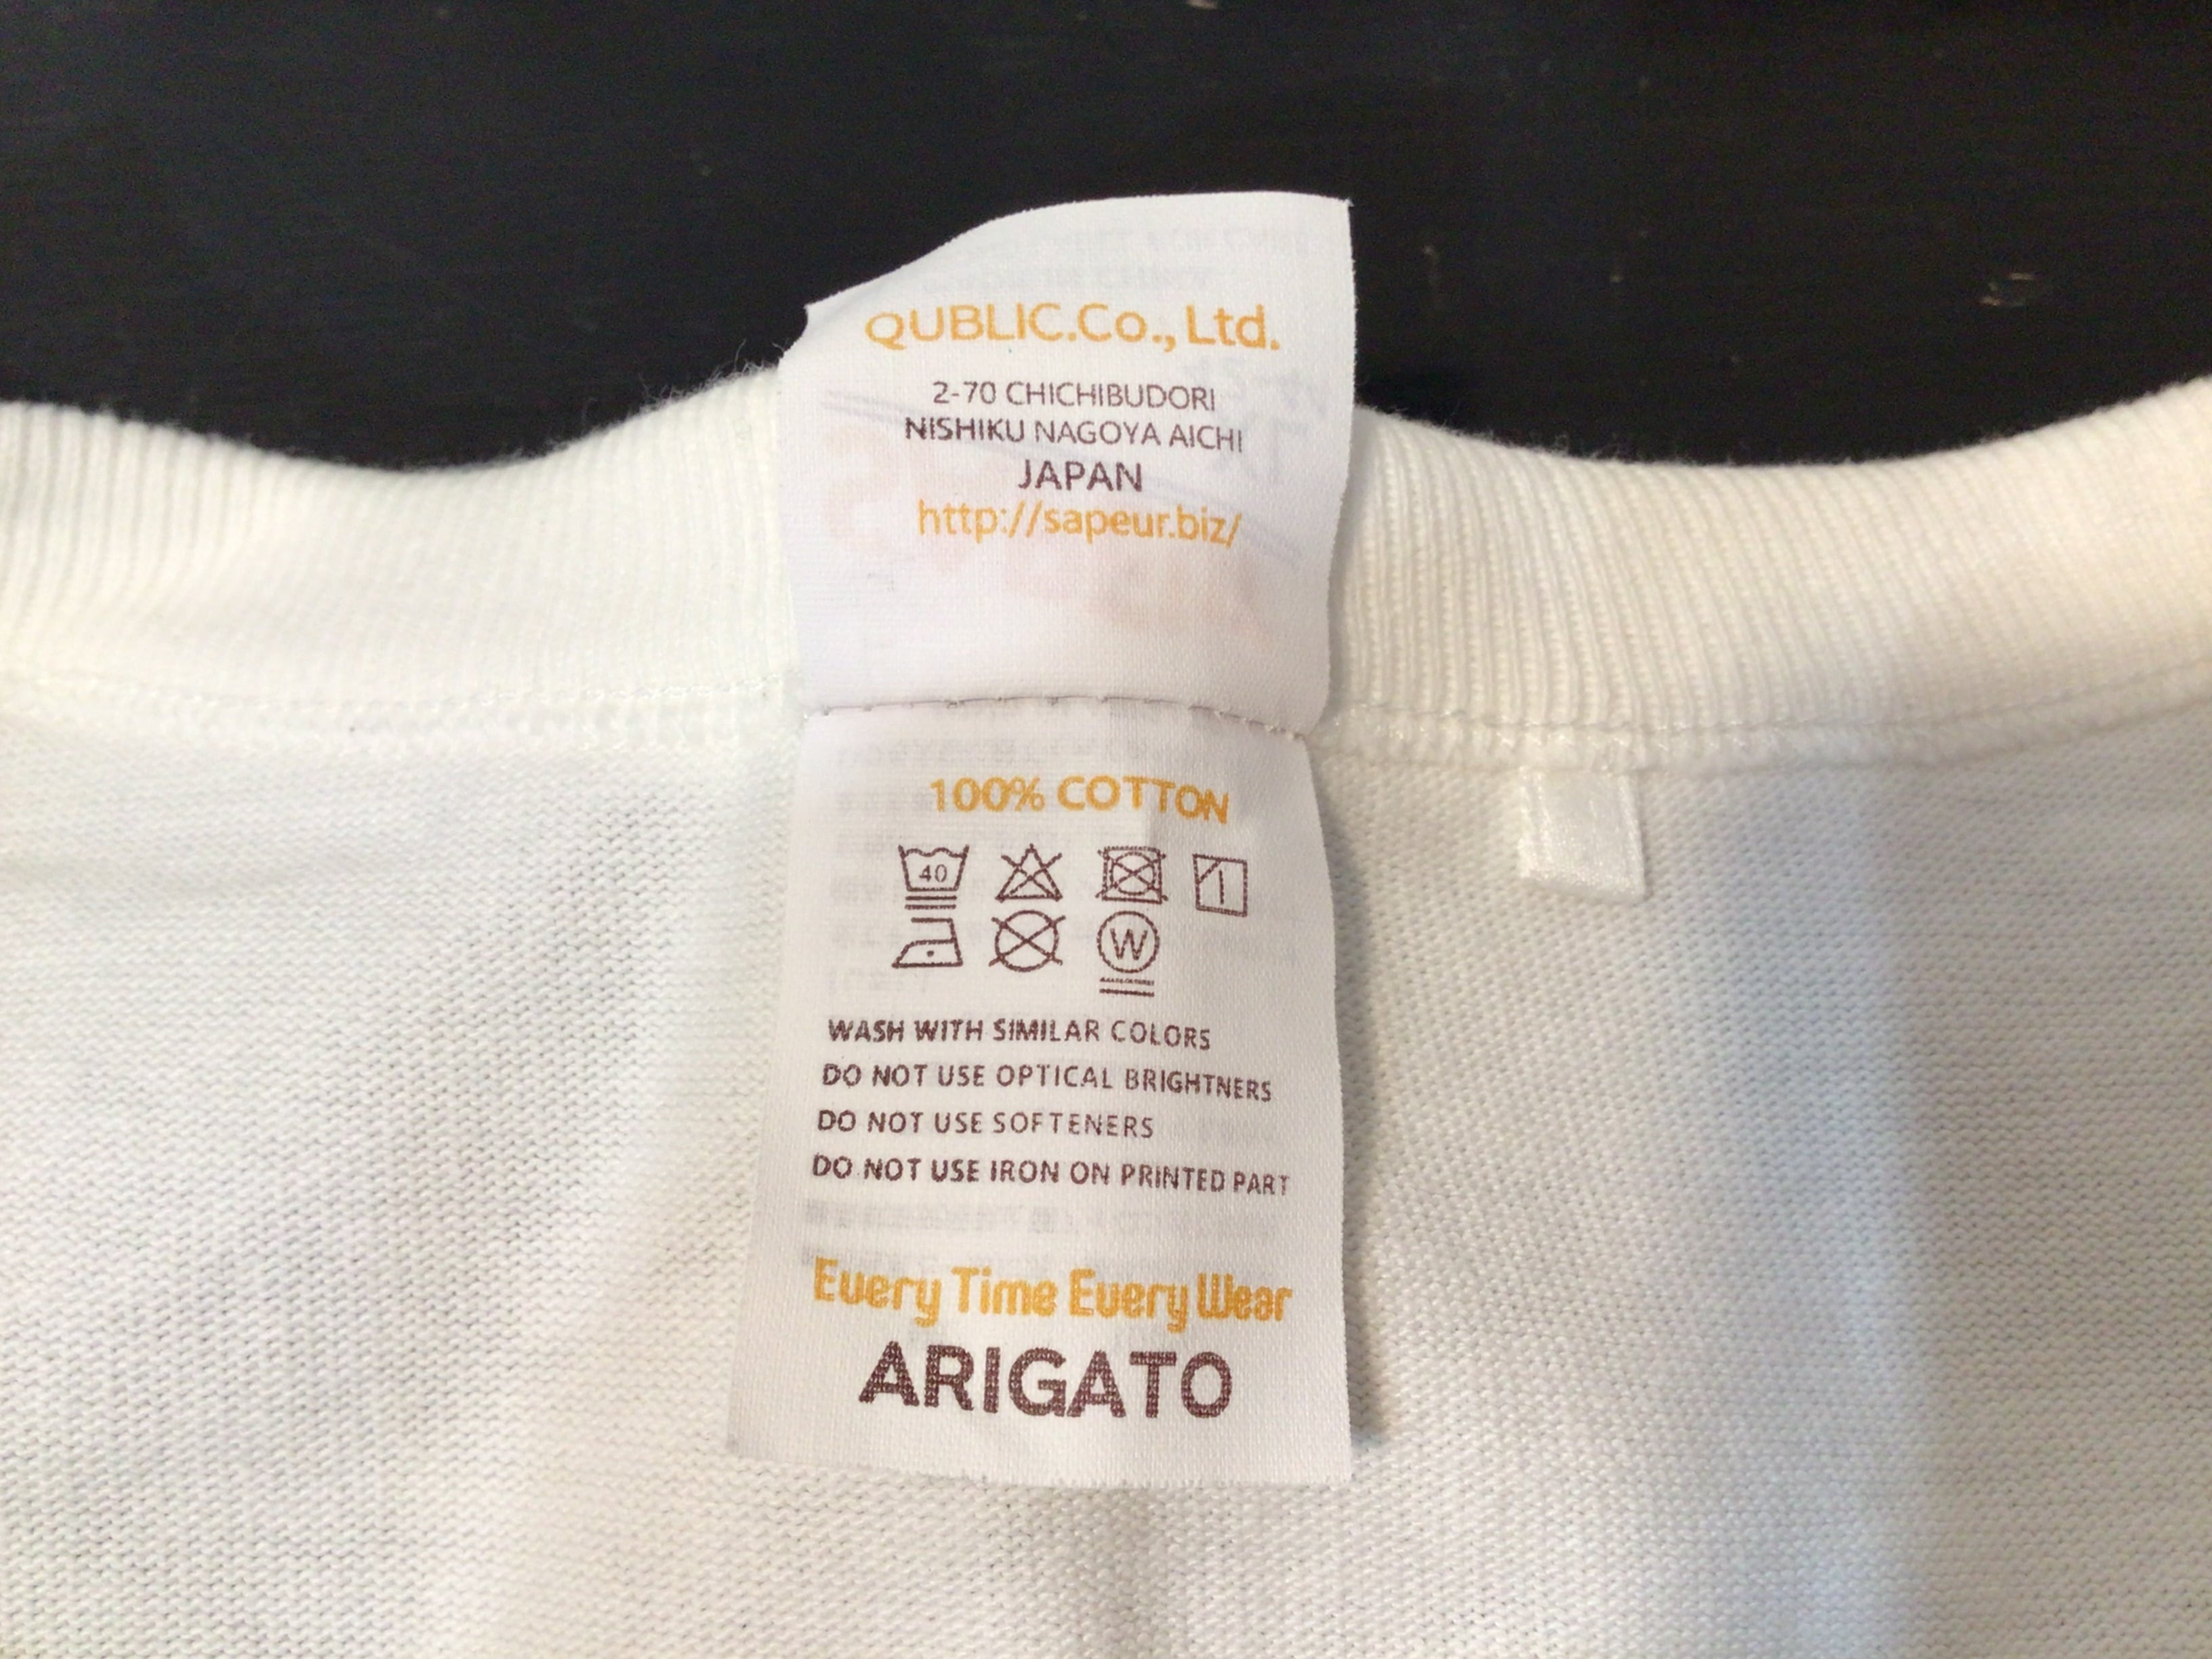 QUBLIC.Co., Ltd.
2-70 CHICHIBUDORI
NISHIKU NAGOYA AICHI
JAPAN
http://sapeur.biz/
100% COTTON
40
W
WASH WITH SIMILAR COLORS
DO NOT USE OPTICAL BRIGHTNERS
DO NOT USE SOFTENERS
DO NOT USE IRON ON PRINTED PART
Every Time Every Wear
ARIGATO